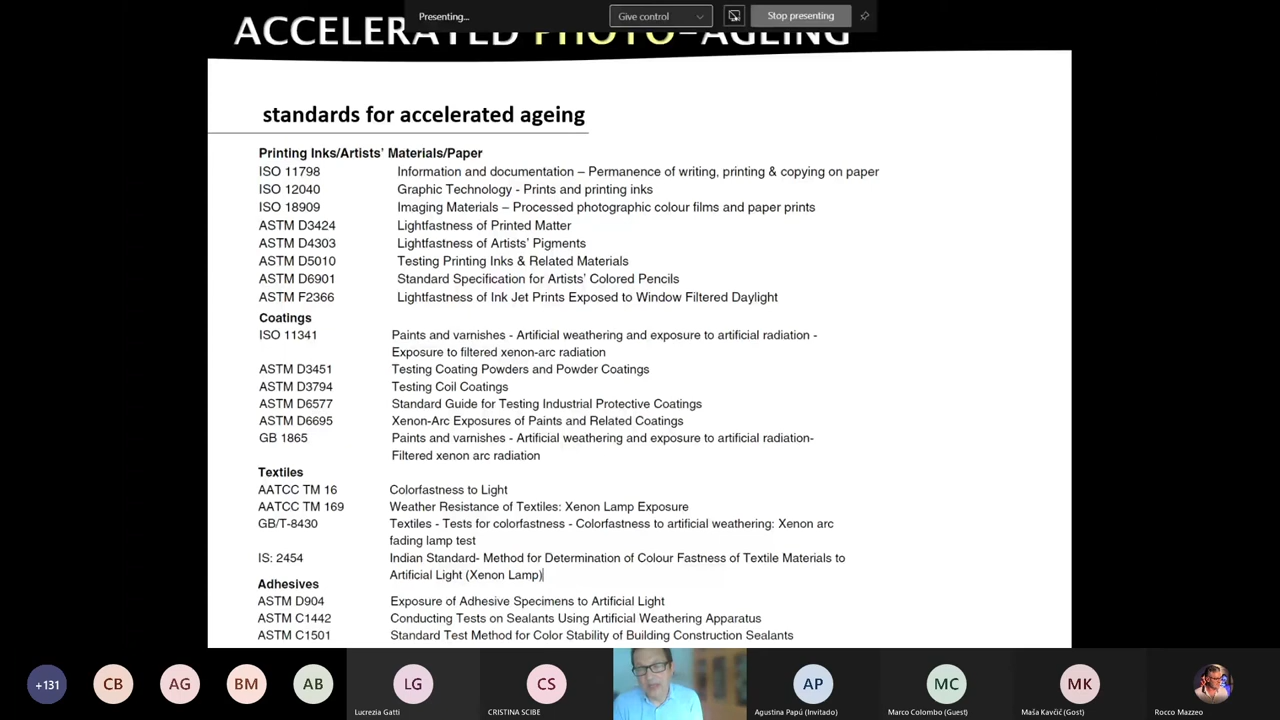 Presenting...
Give control
Stop presenting
ACCELERATED PHOTO-AGEING
standards for accelerated ageing
Printing Inks/Artists' Materials/Paper
ISO 11798 Information and documentation – Permanence of writing, printing & copying on paper
ISO 12040 Graphic Technology - Prints and printing inks
ISO 18909 Imaging Materials – Processed photographic colour films and paper prints
ASTM D3424 Lightfastness of Printed Matter
ASTM D4303 Lightfastness of Artists' Pigments
ASTM D5010 Testing Printing Inks & Related Materials
ASTM D6901 Standard Specification for Artists' Colored Pencils
ASTM F2366 Lightfastness of Ink Jet Prints Exposed to Window Filtered Daylight
Coatings
ISO 11341 Paints and varnishes - Artificial weathering and exposure to artificial radiation -
Exposure to filtered xenon-arc radiation
ASTM D3451 Testing Coating Powders and Powder Coatings
ASTM D3794 Testing Coil Coatings
ASTM D6577 Standard Guide for Testing Industrial Protective Coatings
ASTM D6695 Xenon-Arc Exposures of Paints and Related Coatings
GB 1865 Paints and varnishes - Artificial weathering and exposure to artificial radiation-
Filtered xenon arc radiation
Textiles
AATCC TM 16 Colorfastness to Light
AATCC TM 169 Weather Resistance of Textiles: Xenon Lamp Exposure
GB/T-8430 Textiles - Tests for colorfastness - Colorfastness to artificial weathering: Xenon arc
fading lamp test
IS: 2454 Indian Standard- Method for Determination of Colour Fastness of Textile Materials to
Artificial Light (Xenon Lamp)
Adhesives
ASTM D904 Exposure of Adhesive Specimens to Artificial Light
ASTM C1442 Conducting Tests on Sealants Using Artificial Weathering Apparatus
ASTM C1501 Standard Test Method for Color Stability of Building Construction Sealants
+131 CB AG BM AB LG CS AP MC MK
Lucrezia Gatti CRISTINA SCIBE Agustina Papú (Invitado) Marco Colombo (Guest) Maša Kavčič (Gost) Rocco Mazzeo